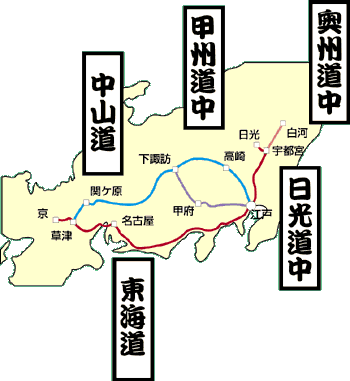 奥州道中
甲州道中
中山道
日光
白河
宇都宮
下諏訪
高崎
関ケ原
甲府
江戸
京
草津
名古屋
日光道中
東海道